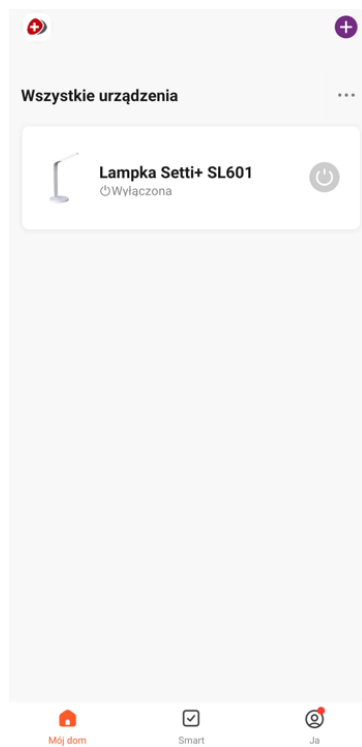 Wszystkie urządzenia
Lampka Setti+ SL601
Wyłączona
Mój dom
Smart
Ja